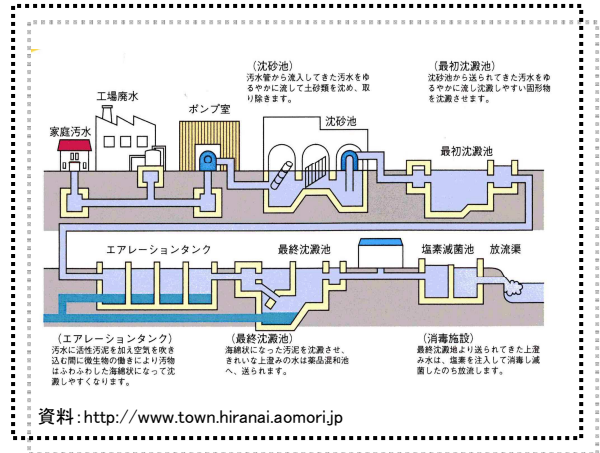 （沈砂池）
汚水管から流入してきた汚水をゆ
るやかに流して土砂類を沈め、取
り除きます。
（最初沈澱池）
沈砂池から送られてきた汚水をゆ
るやかに流し沈澱しやすい固形物
を沈澱させます。
工場廃水
ポンプ室
沈砂池
家庭汚水
最初沈澱池
エアレーションタンク
最終沈澱池
塩素滅菌池
放流渠
（エアレーションタンク）
汚水に活性汚泥を加え空気を吹き
込む間に微生物の働きにより汚物
はふわふわした海綿状になって沈
澱しやすくなります。
（最終沈澱池）
海綿状になった汚泥を沈澱させ、
きれいな上澄みの水は薬品混和池
へ、送られます。
（消毒施設）
最終沈澱地より送られてきた上澄
み水は、塩素を注入して消毒し滅
菌したのち放流します。
資料：http://www.town.hiranai.aomori.jp